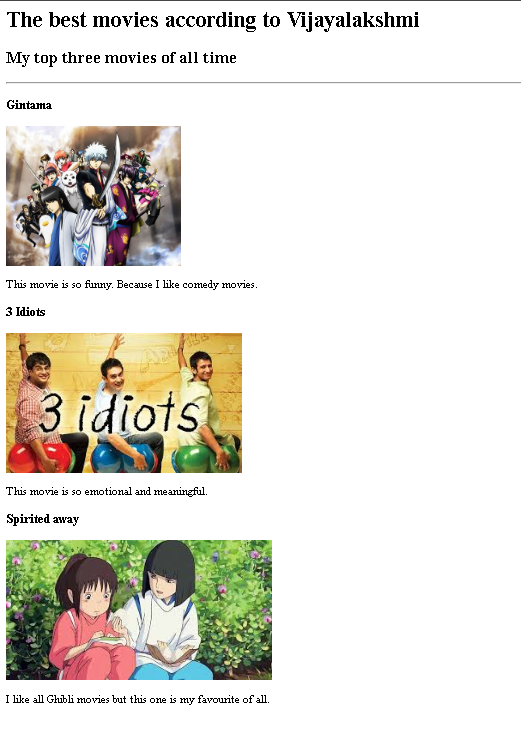 The best movies according to Vijayalakshmi
My top three movies of all time
Gintama
This movie is so funny. Because I like comedy movies.
3 Idiots
3 idiots
This movie is so emotional and meaningful.
Spirited away
I like all Ghibli movies but this one is my favourite of all.